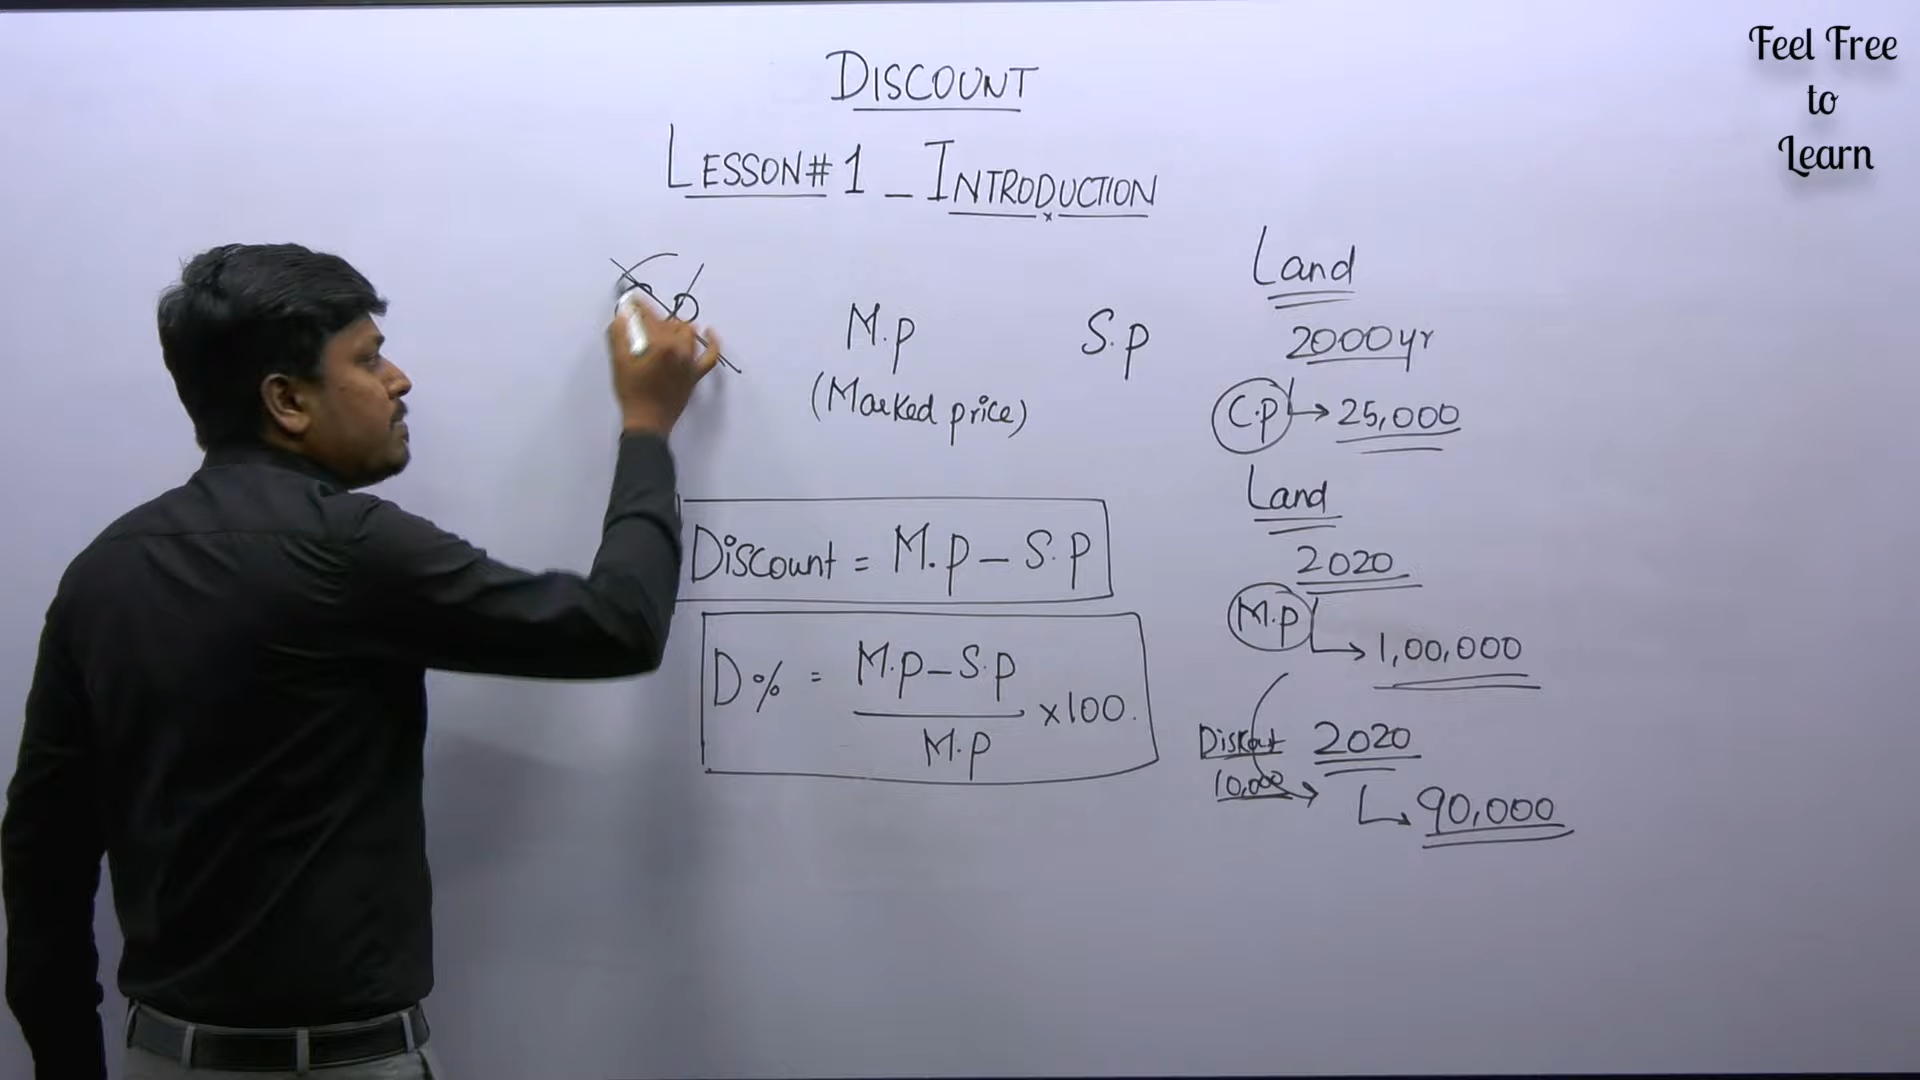 Feel Free
to
Learn
DISCOUNT
LESSON# 1 - INTRODUCTION
M.p
S.p
(Marked price)
Discount = M.p - S.p
D% = M.p - S.p
M.p
x100.
Land
2000yr
C.p → 25,000
Land
2020
M.p
→ 1,00,000
2020
10,000
→ 90,000